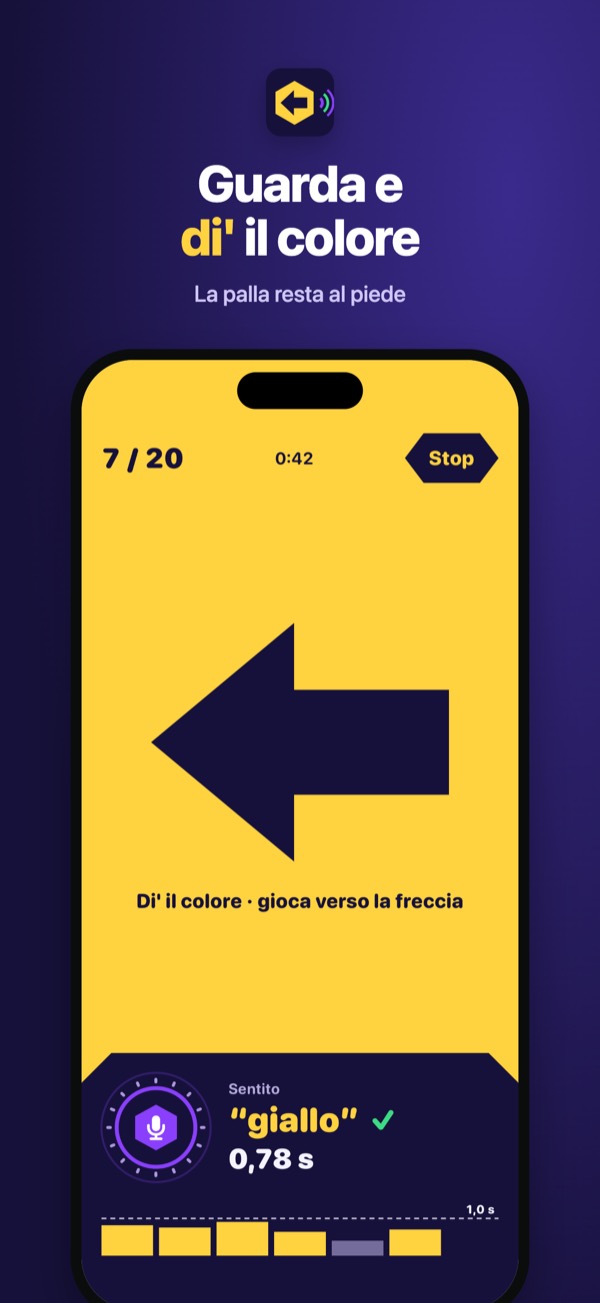 Guarda e
di' il colore
La palla resta al piede
7 / 20
0:42
Stop
Di' il colore · gioca verso la freccia
Sentito
“giallo”
0,78 s
1,0 s